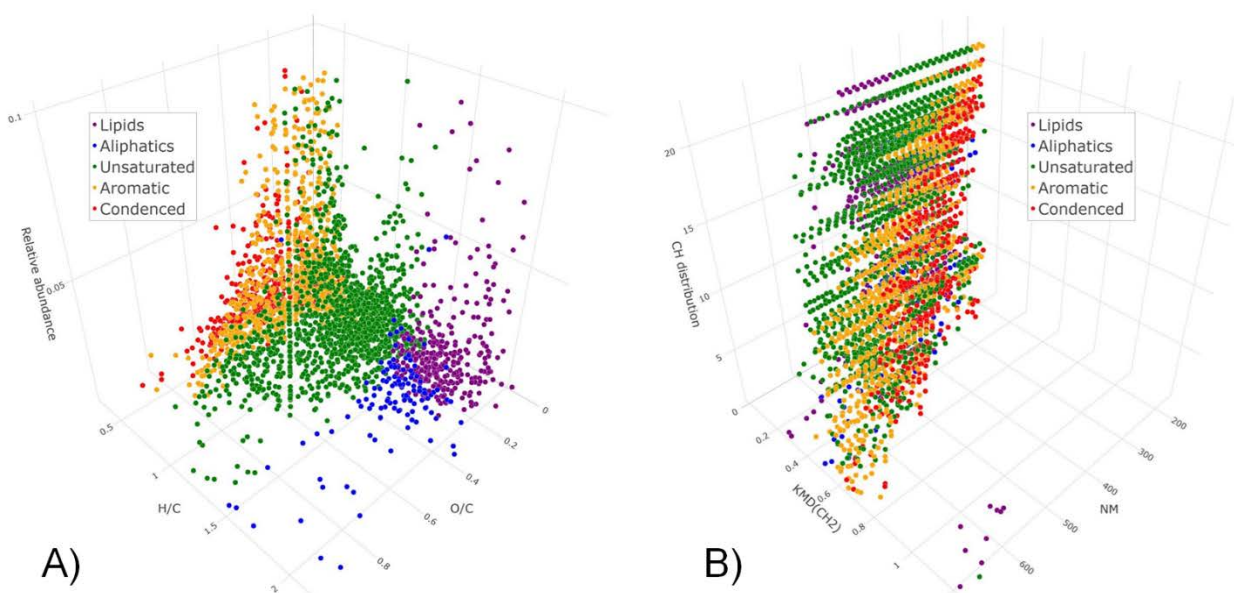 0.1
Lipids
Aliphatics
Unsaturated
Aromatic
Condenced
Relative abundance
0.05
0.5
1
1.5
2
H/C
0
0.2
0.4
0.6
0.8
O/C
A)
20
15
10
5
0
CH distribution
Lipids
Aliphatics
Unsaturated
Aromatic
Condenced
0.2
0.4
0.6
0.8
1
KMD(CH2)
200
300
400
500
600
NM
B)